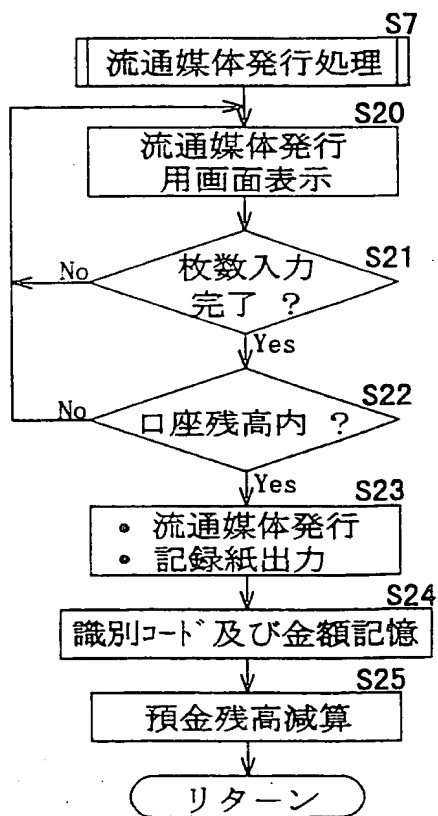 S7
流通媒体発行処理
S20
流通媒体発行
用画面表示
S21
枚数入力
完了 ?
No
Yes
S22
口座残高内 ?
No
Yes
S23
• 流通媒体発行
• 記録紙出力
S24
識別ｺｰﾄﾞ及び金額記憶
S25
預金残高減算
リターン